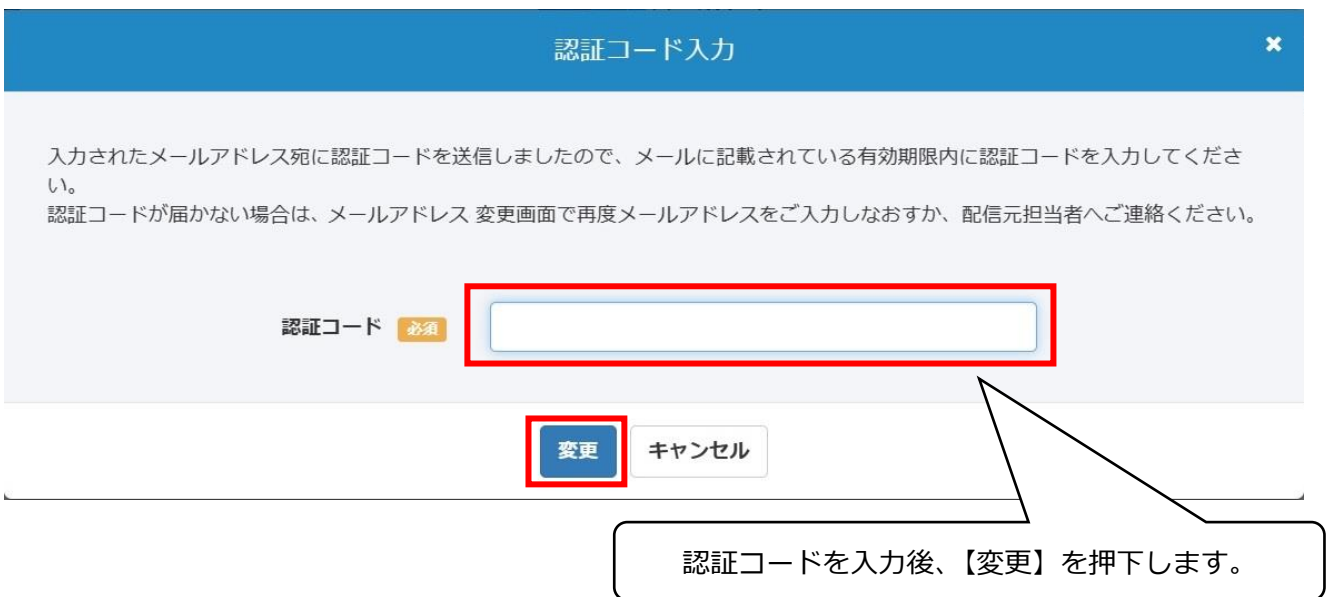 認証コード入力
×
入力されたメールアドレス宛に認証コードを送信しましたので、メールに記載されている有効期限内に認証コードを入力してくださ
い。
認証コードが届かない場合は、メールアドレス 変更画面で再度メールアドレスをご入力しなおすか、配信元担当者へご連絡ください。
認証コード 必須
変更 キャンセル
認証コードを入力後、【変更】を押下します。